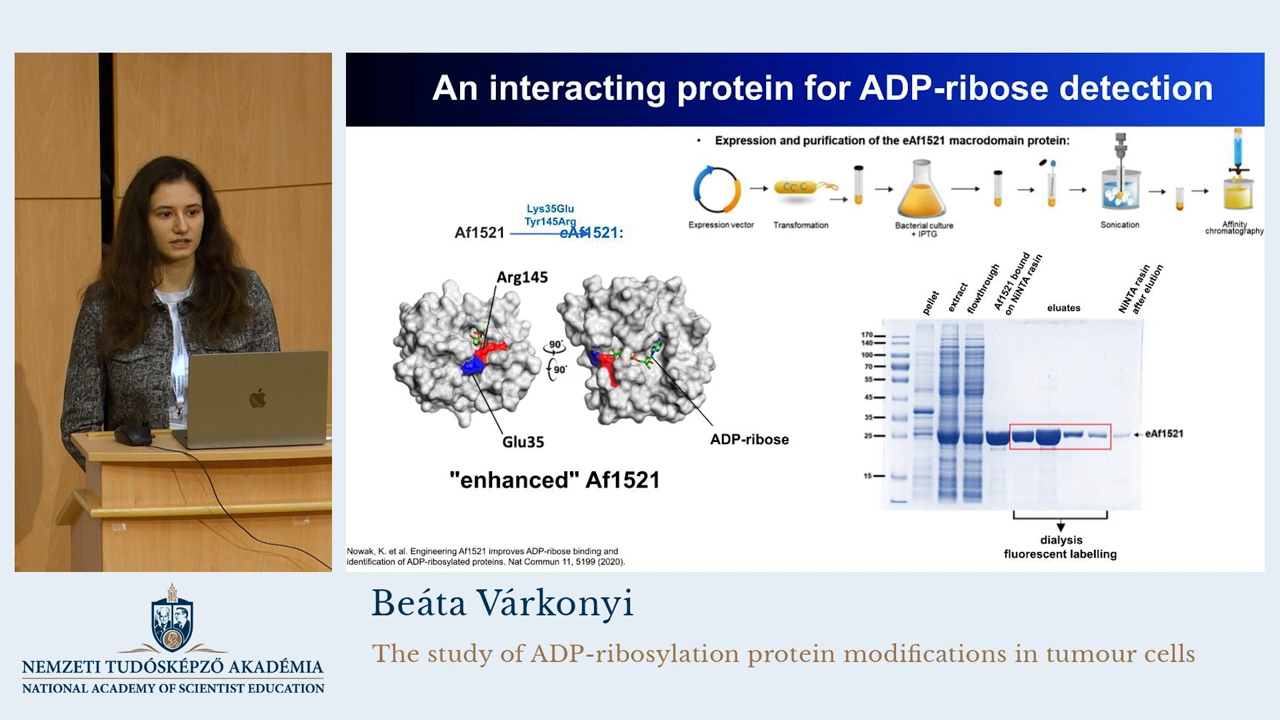 An interacting protein for ADP-ribose detection
• Expression and purification of the eAf1521 macrodomain protein:
Expression vector
Transformation
Bacterial culture
+ IPTG
Sonication
Affinity
chromatography
Lys35Glu
Tyr145Arg
Af1521
eAf1521:
Arg145
90°
90°
Glu35
ADP-ribose
"enhanced" Af1521
pellet
extract
flowthrough
Af1521 bound
on NiNTA rasin
eluates
NiNTA rasin
after elution
170
140
100
70
55
45
35
25
15
eAf1521
dialysis
fluorescent labelling
Nowak, K. et al. Engineering Af1521 improves ADP-ribose binding and
identification of ADP-ribosylated proteins. Nat Commun 11, 5199 (2020).
Beáta Várkonyi
The study of ADP-ribosylation protein modifications in tumour cells
NEMZETI TUDÓSKÉPZŐ AKADÉMIA
NATIONAL ACADEMY OF SCIENTIST EDUCATION